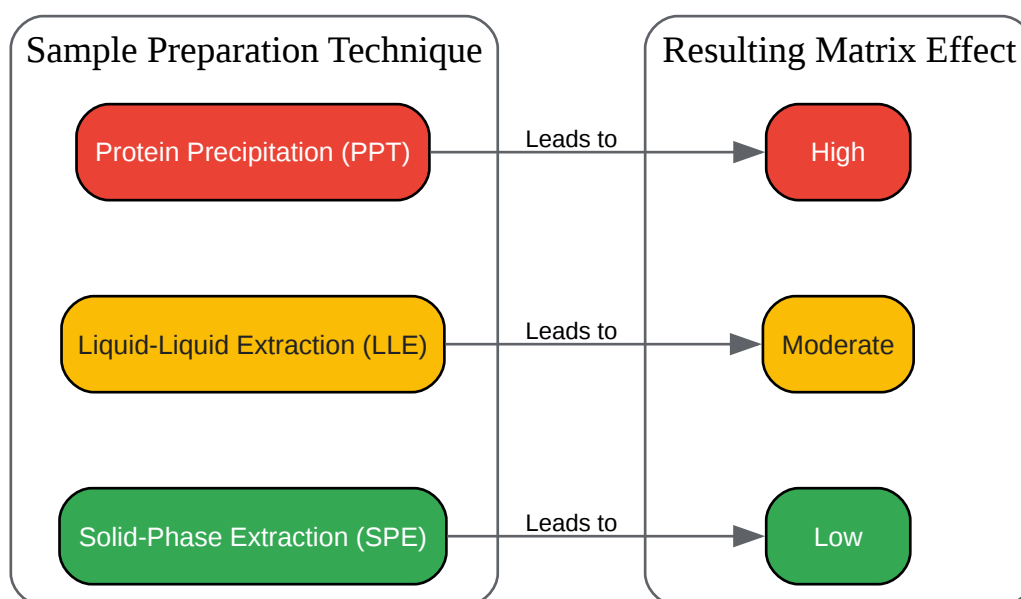 Sample Preparation Technique
Resulting Matrix Effect
Protein Precipitation (PPT)
Leads to
High
Liquid-Liquid Extraction (LLE)
Leads to
Moderate
Solid-Phase Extraction (SPE)
Leads to
Low